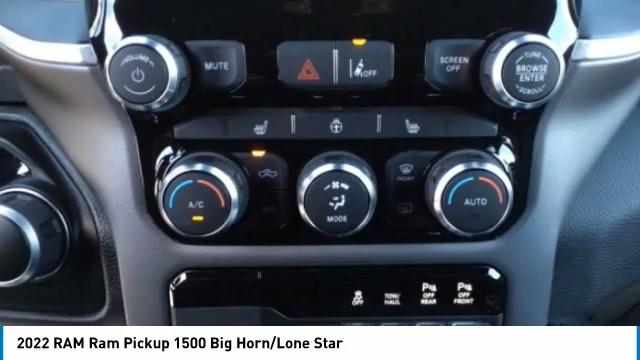 VOLUME
MUTE
OFF
SCREEN
OFF
TUNE
BROWSE
ENTER
SCROLL
A/C
MODE
FRONT
AUTO
OFF
TOW/
HAUL
P
OFF
REAR
P
OFF
FRONT
2022 RAM Ram Pickup 1500 Big Horn/Lone Star